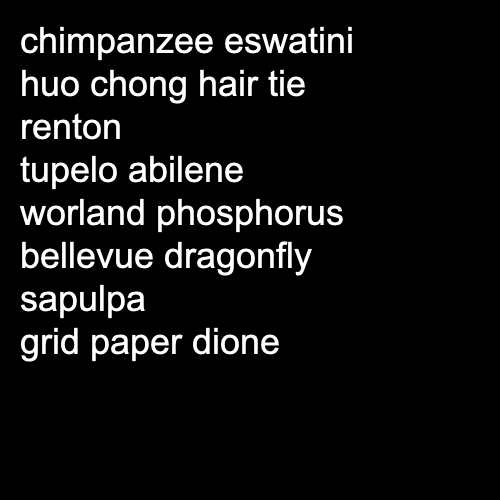 chimpanzee eswatini
huo chong hair tie
renton
tupelo abilene
worland phosphorus
bellevue dragonfly
sapulpa
grid paper dione